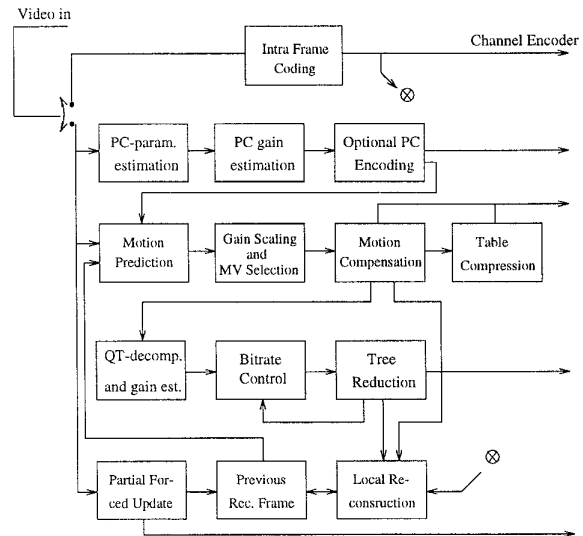 Video in
Intra Frame
Coding
Channel Encoder
PC-param.
estimation
PC gain
estimation
Optional PC
Encoding
Motion
Prediction
Gain Scaling
and
MV Selection
Motion
Compensation
Table
Compression
QT-decomp.
and gain est.
Bitrate
Control
Tree
Reduction
Partial For-
ced Update
Previous
Rec. Frame
Local Re-
consruction